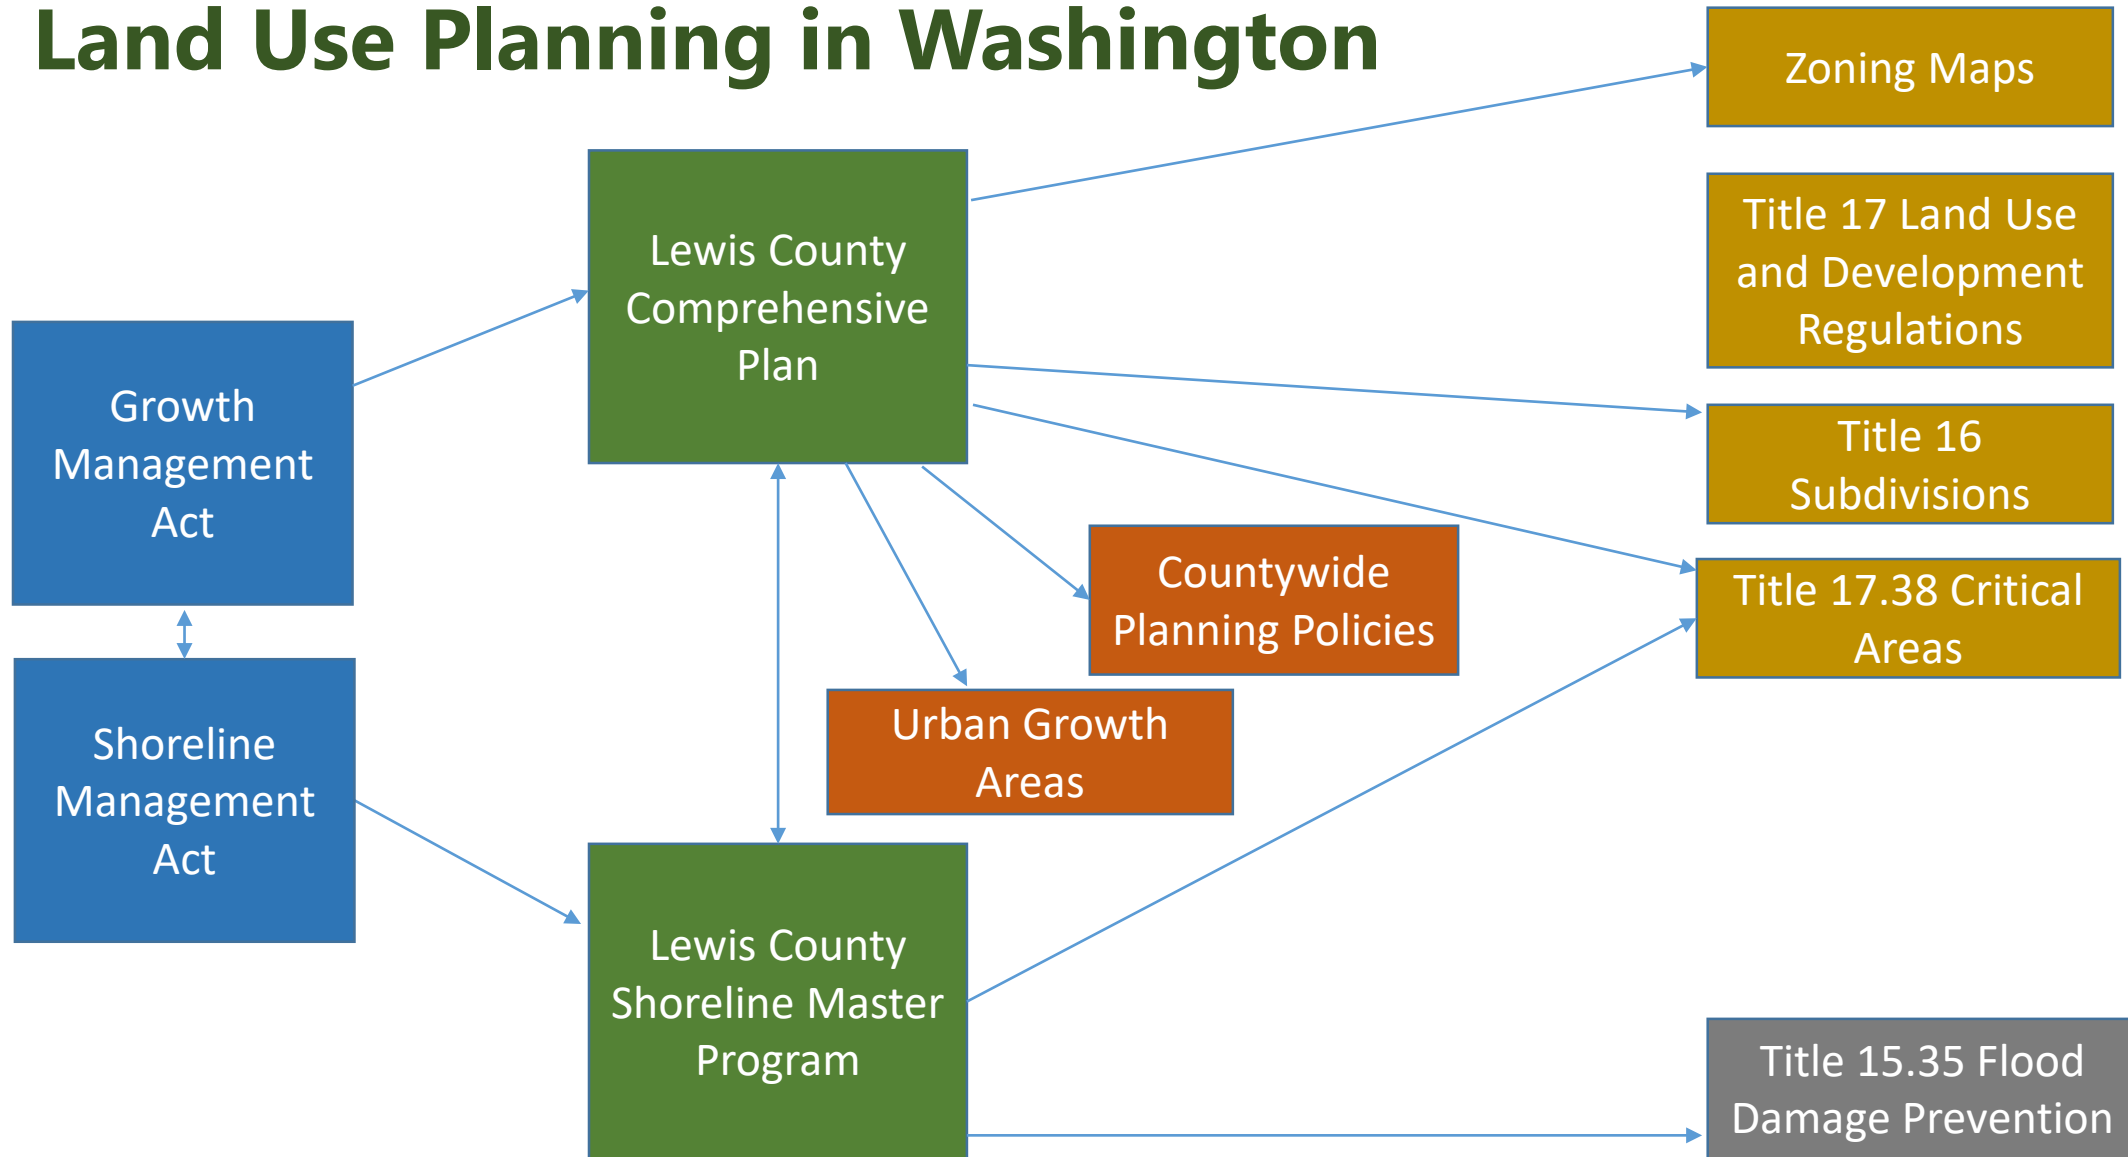 Land Use Planning in Washington
Zoning Maps
Title 17 Land Use
and Development
Regulations
Lewis County
Comprehensive
Plan
Growth
Management
Act
Title 16
Subdivisions
Countywide
Planning Policies
Title 17.38 Critical
Areas
Urban Growth
Areas
Shoreline
Management
Act
Lewis County
Shoreline Master
Program
Title 15.35 Flood
Damage Prevention